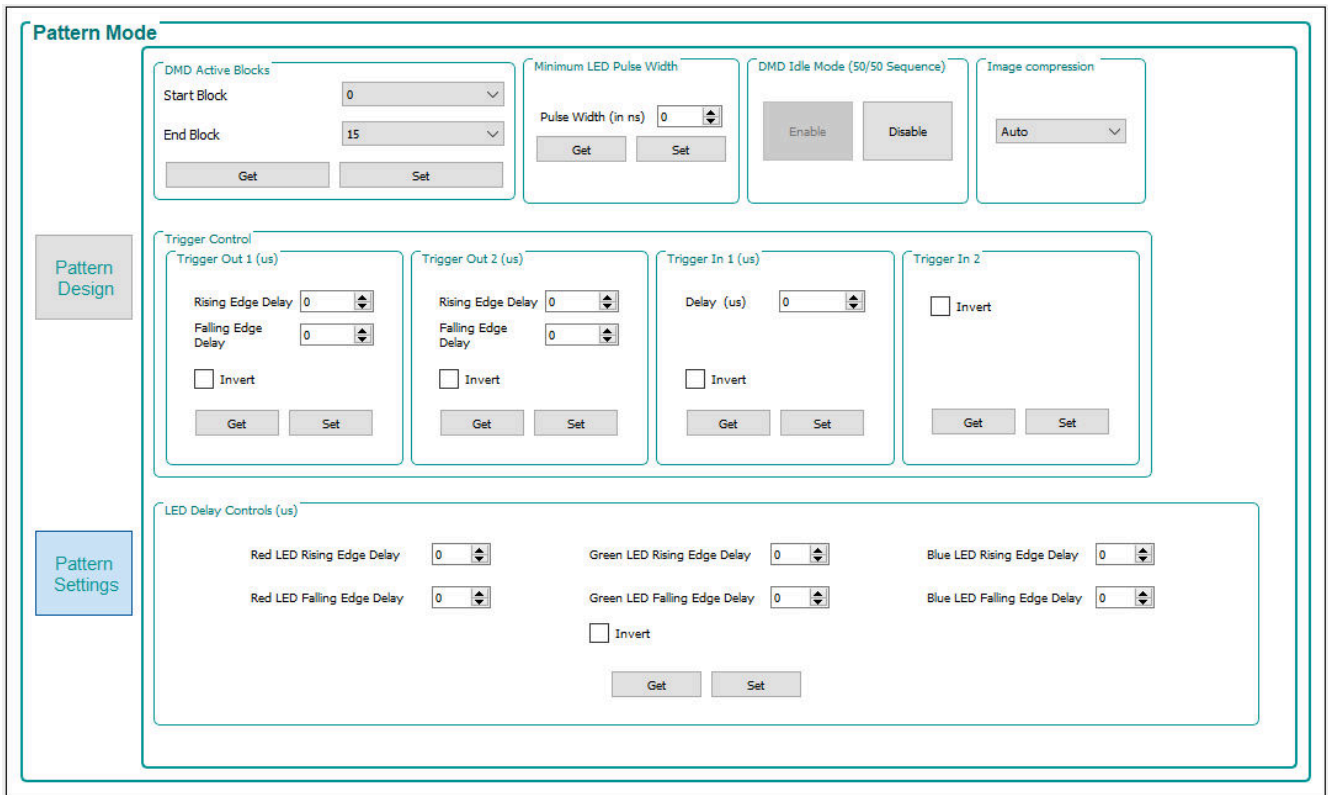 Pattern Mode
DMD Active Blocks
Start Block 0
End Block 15
Get Set
Minimum LED Pulse Width
Pulse Width (in ns) 0
Get Set
DMD Idle Mode (50/50 Sequence)
Enable Disable
Image compression
Auto
Pattern
Design
Trigger Control
Trigger Out 1 (us)
Rising Edge Delay 0
Falling Edge
Delay
0
Invert
Get Set
Trigger Out 2 (us)
Rising Edge Delay 0
Falling Edge
Delay
0
Invert
Get Set
Trigger In 1 (us)
Delay (us) 0
Invert
Get Set
Trigger In 2
Invert
Get Set
Pattern
Settings
LED Delay Controls (us)
Red LED Rising Edge Delay 0 Green LED Rising Edge Delay 0 Blue LED Rising Edge Delay 0
Red LED Falling Edge Delay 0 Green LED Falling Edge Delay 0 Blue LED Falling Edge Delay 0
Invert
Get Set